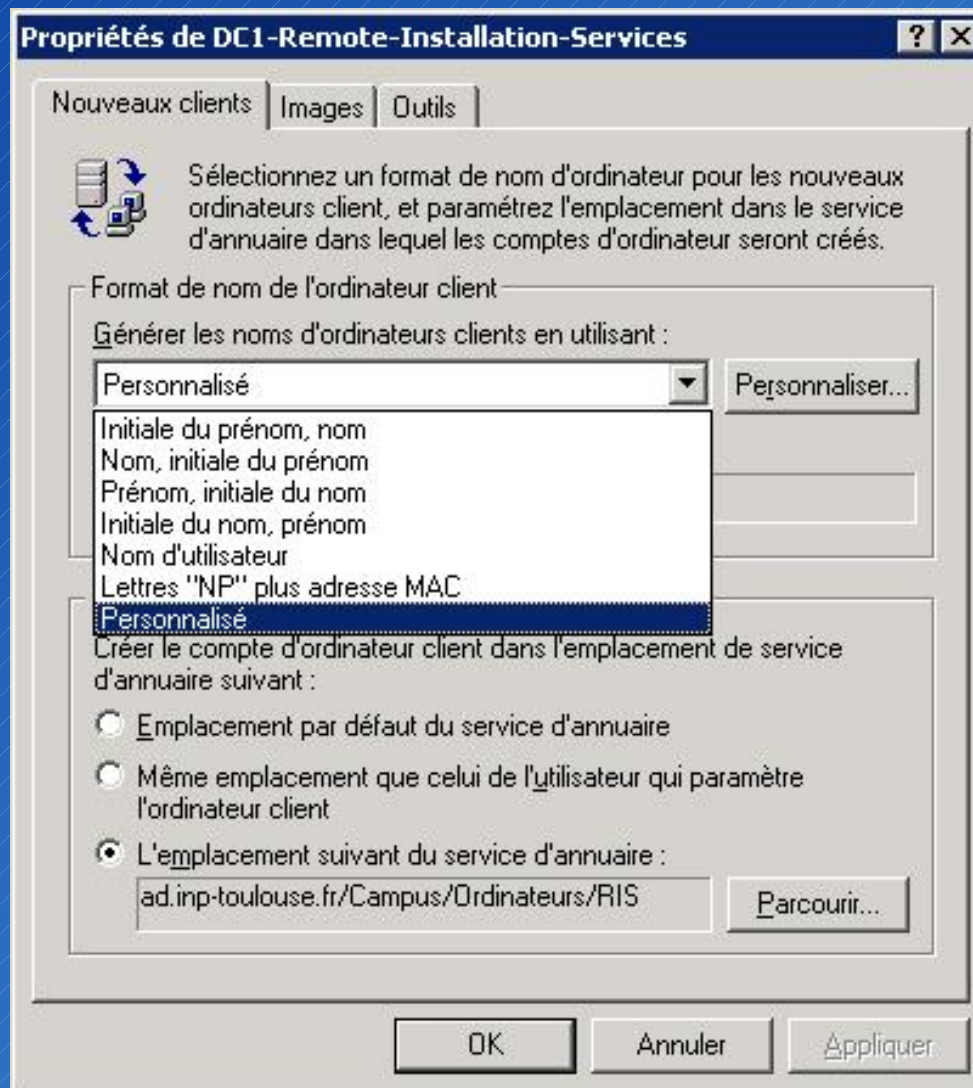 Propriétés de DC1-Remote-Installation-Services
Nouveaux clients
Images
Outils
Sélectionnez un format de nom d'ordinateur pour les nouveaux
ordinateurs client, et paramétrez l'emplacement dans le service
d'annuaire dans lequel les comptes d'ordinateur seront créés.
Format de nom de l'ordinateur client
Générer les noms d'ordinateurs clients en utilisant :
Personnalisé
Personnaliser...
Initiale du prénom, nom
Nom, initiale du prénom
Prénom, initiale du nom
Initiale du nom, prénom
Nom d'utilisateur
Lettres "NP" plus adresse MAC
Personnalisé
Créer le compte d'ordinateur client dans l'emplacement de service
d'annuaire suivant :
Emplacement par défaut du service d'annuaire
Même emplacement que celui de l'utilisateur qui paramètre
l'ordinateur client
L'emplacement suivant du service d'annuaire :
ad.inp-toulouse.fr/Campus/Ordinateurs/RIS
Parcourir...
OK
Annuler
Appliquer